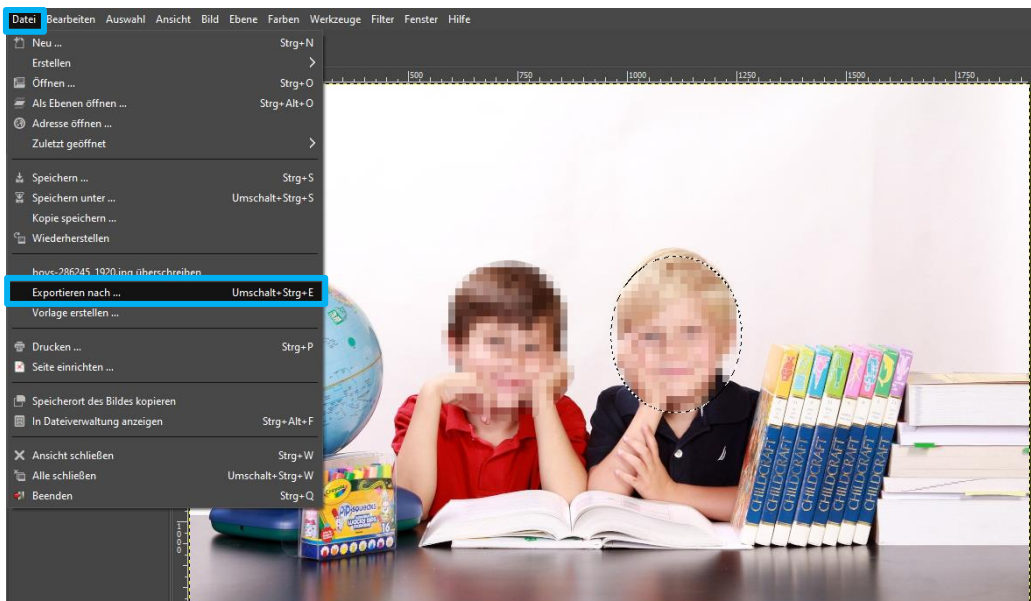 Datei Bearbeiten Auswahl Ansicht Bild Ebene Farben Werkzeuge Filter Fenster Hilfe
Neu ... Strg+N
Erstellen
Öffnen ... Strg+O
Als Ebenen öffnen ... Strg+Alt+O
Adresse öffnen ...
Zuletzt geöffnet
Speichern ... Strg+S
Speichern unter ... Umschalt+Strg+S
Kopie speichern ...
Wiederherstellen
boys-286245_1920.jpg überschreiben
Exportieren nach ... Umschalt+Strg+E
Vorlage erstellen ...
Drucken ... Strg+P
Seite einrichten ...
Speicherort des Bildes kopieren
In Dateiverwaltung anzeigen Strg+Alt+F
Ansicht schließen Strg+W
Alle schließen Umschalt+Strg+W
Beenden Strg+Q
500 750 1000 1250 1500 1750
1000
CHILDCRAFT
CHILDCRAFT
CHILDCRAFT
CHILDCRAFT
CHILDCRAFT
CHILDCRAFT
Crayola
PipSqueaks
16